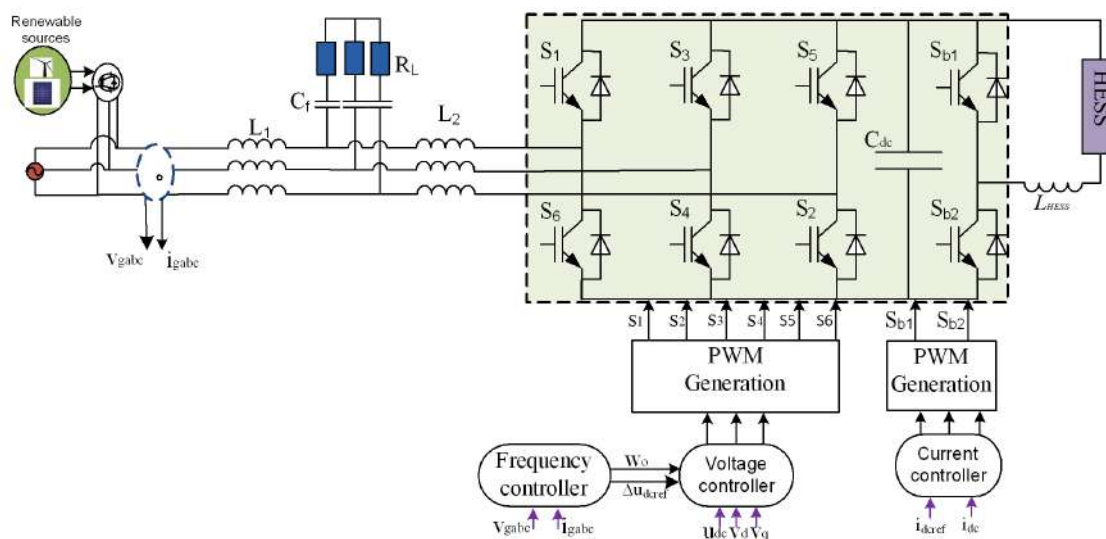 Renewable
sources
R_L
C_f
L_1
L_2
S_1
S_3
S_5
S_b1
C_dc
HESS
L_HESS
S_6
S_4
S_2
S_b2
v_gabc
i_gabc
S1
S2
S3
S4
S5
S6
S_b1
S_b2
PWM
Generation
PWM
Generation
Frequency
controller
W_o
Δu_dcref
Voltage
controller
Current
controller
v_gabc
i_gabc
u_dc
v_d
v_q
i_dcref
i_dc